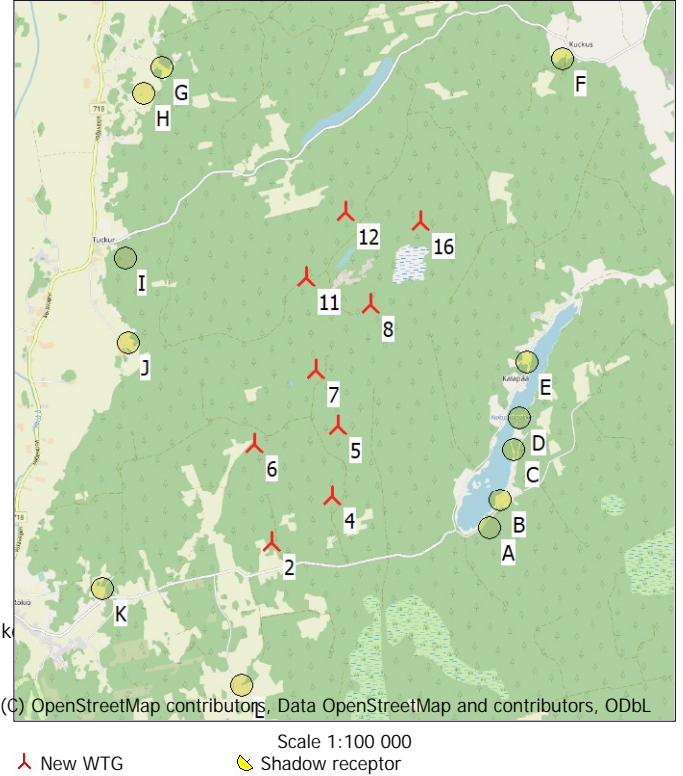 Kuckus
F
G
H
718
12
16
Tuckur
I
11
8
J
7
E
Kalapää
5
6
D
C
4
B
718
A
2
K
L
(C) OpenStreetMap contributors, Data OpenStreetMap and contributors, ODbL
Scale 1:100 000
New WTG
Shadow receptor